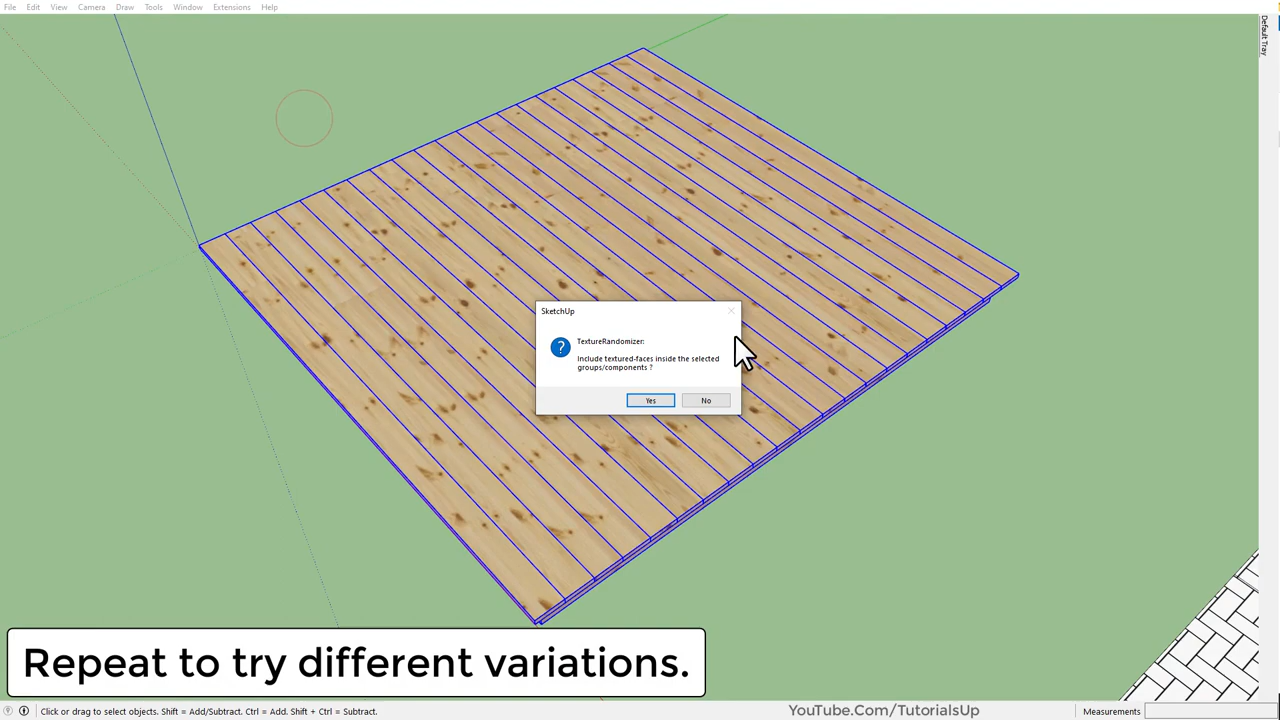 File Edit View Camera Draw Tools Window Extensions Help
Default Tray
SketchUp
TextureRandomizer:
Include textured-faces inside the selected
groups/components ?
Yes No
Repeat to try different variations.
Click or drag to select objects. Shift = Add/Subtract. Ctrl = Add. Shift + Ctrl = Subtract.
YouTube.Com/TutorialsUp
Measurements